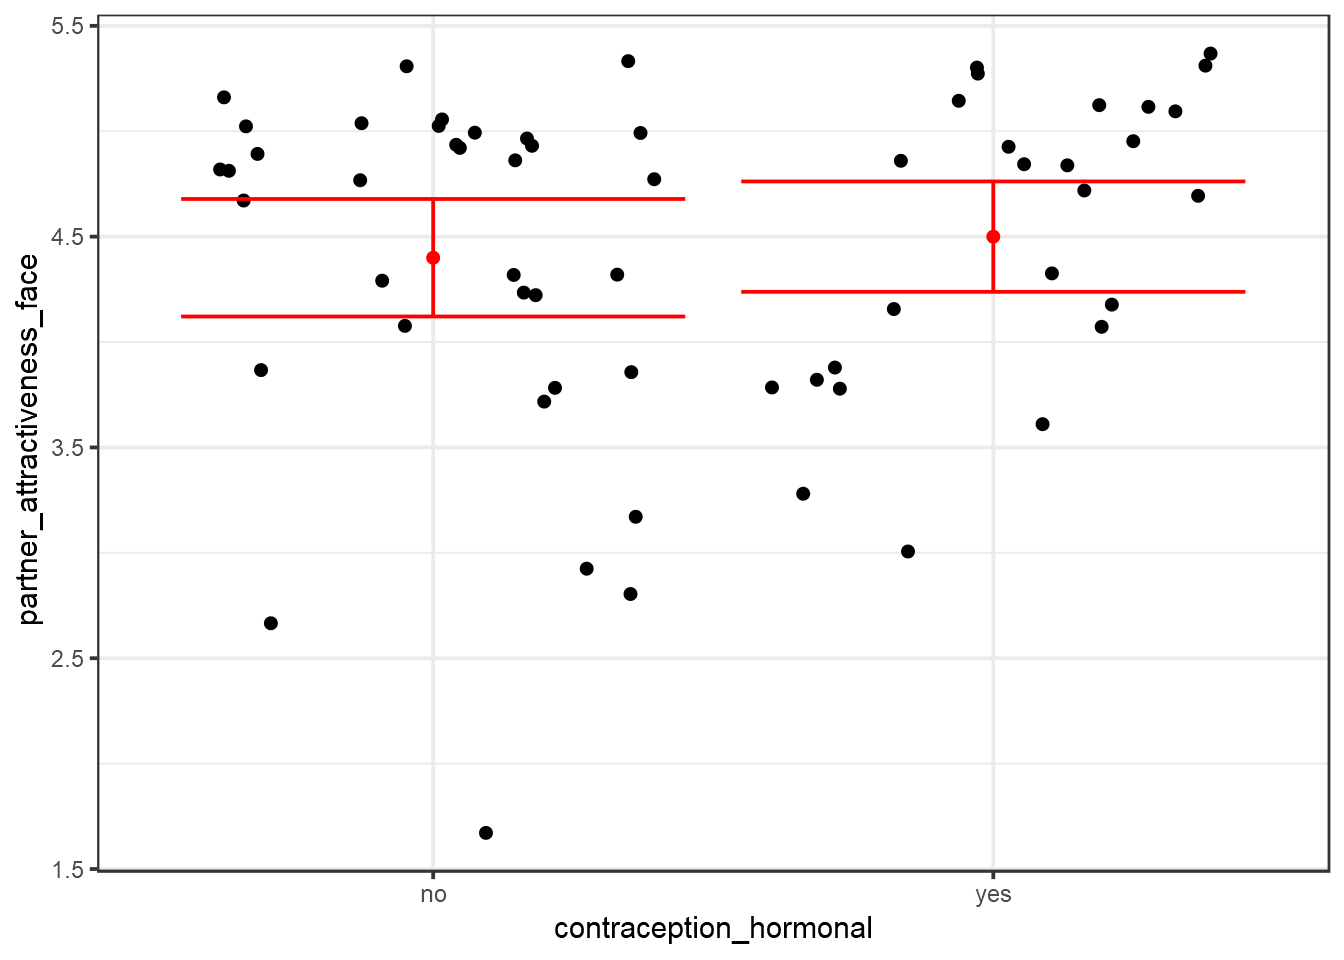 partner_attractiveness_face
5.5
4.5
3.5
2.5
1.5
no
yes
contraception_hormonal